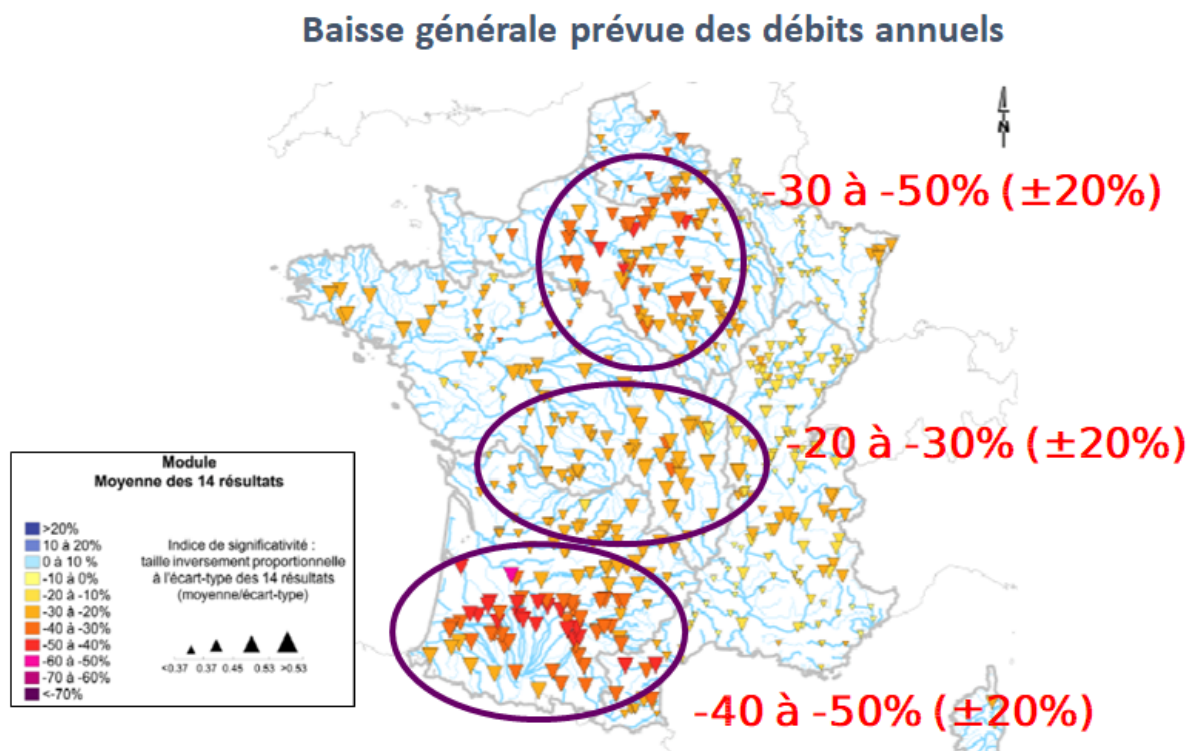 Baisse générale prévue des débits annuels
N
-30 à -50% (±20%)
-20 à -30% (±20%)
Module
Moyenne des 14 résultats
>20%
10 à 20%
0 à 10 %
-10 à 0%
-20 à -10%
-30 à -20%
-40 à -30%
-50 à -40%
-60 à -50%
-70 à -60%
<-70%
Indice de significativité :
taille inversement proportionnelle
à l'écart-type des 14 résultats
(moyenne/écart-type)
<0.37 0.37 0.45 0.53 >0.53
-40 à -50% (±20%)